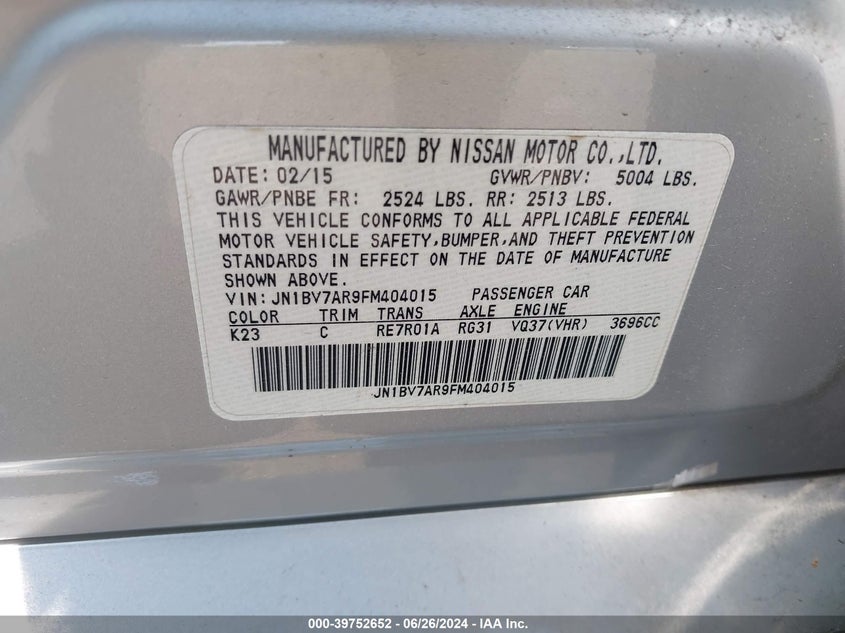 MANUFACTURED BY NISSAN MOTOR CO.,LTD.
DATE: 02/15 GVWR/PNBV: 5004 LBS.
GAWR/PNBE FR: 2524 LBS. RR: 2513 LBS.
THIS VEHICLE CONFORMS TO ALL APPLICABLE FEDERAL
MOTOR VEHICLE SAFETY,BUMPER,AND THEFT PREVENTION
STANDARDS IN EFFECT ON THE DATE OF MANUFACTURE
SHOWN ABOVE.
VIN:JN1BV7AR9FM404015 PASSENGER CAR
COLOR TRIM TRANS AXLE ENGINE
K23 C RE7R01A RG31 VQ37(VHR) 3696CC
JN1BV7AR9FM404015
000-39752652 / 06/26/2024 - IAA Inc.